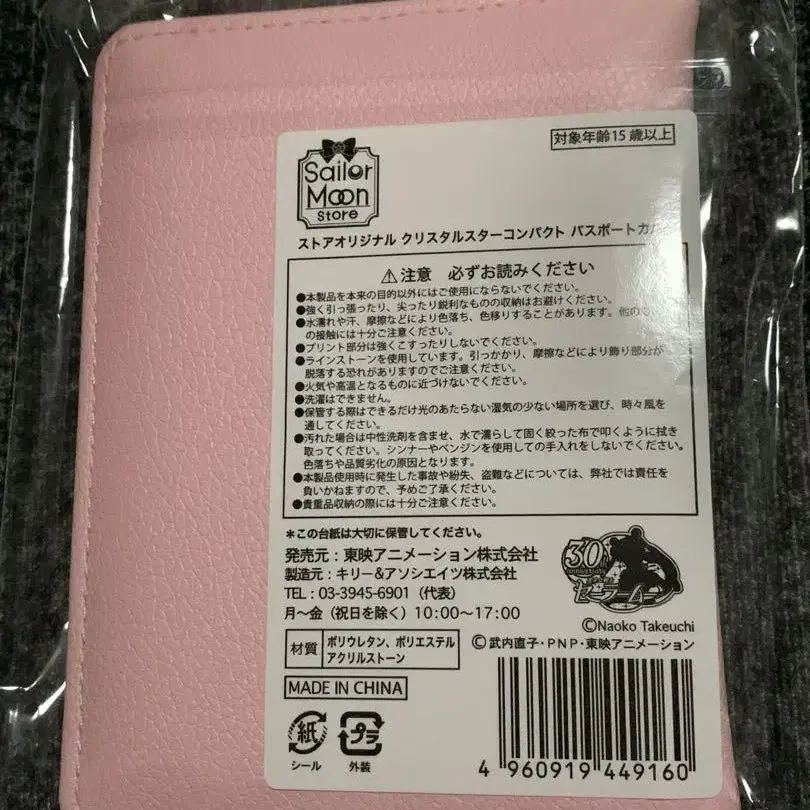 Sailor
Moon
Store
対象年齢15歳以上
ストアオリジナル クリスタルスターコンパクト パスポートカ
⚠注意 必ずお読みください
●本製品を本来の目的以外にはご使用にならないでください。
●強く引っ張ったり、尖ったり鋭利なものの収納はお避けください。
●水濡れや汗、摩擦などにより色落ち、色移りすることがあります。他の
の接触には十分ご注意ください。
●プリント部分は強くこすったりしないでください。
●ラインストーンを使用しています。引っかかり、摩擦などにより飾り部分が
脱落する恐れがありますのでご注意ください。
●火気や高温となるものに近づけないでください。
●洗濯はできません。
●保管する際はできるだけ光のあたらない湿気の少ない場所を選び、時々風を
通してください。
●汚れた場合は中性洗剤を含ませ、水で濡らして固く絞った布で叩くように拭き
取ってください。シンナーやベンジンを使用しての手入れをしないでください。
色落ちや品質劣化の原因となります。
●本製品使用時に発生した事故や紛失、盗難などについては、弊社では責任を
負いかねますので、予めご了承ください。
●貴重品収納の際には十分ご注意ください。
＊この台紙は大切に保管してください。
発売元：東映アニメーション株式会社
製造元：キリー&アソシエイツ株式会社
TEL：03-3945-6901（代表）
月～金（祝日を除く）10:00～17:00
30th
anniversary
セーラームーン
©Naoko Takeuchi
©武内直子・PNP・東映アニメーション
材質
ポリウレタン、ポリエステル
アクリルストーン
MADE IN CHINA
紙
シール
プラ
外装
4 960919 449160